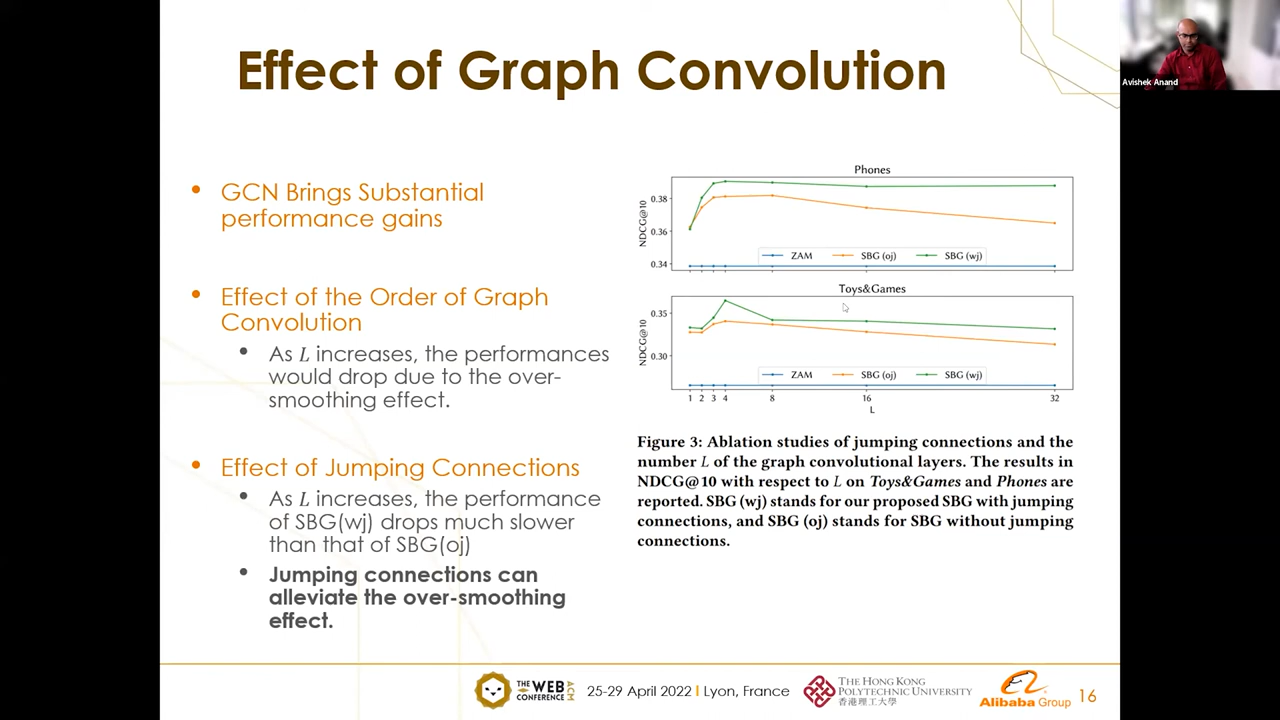 Effect of Graph Convolution
Avishek Anand
• GCN Brings Substantial
performance gains
• Effect of the Order of Graph
Convolution
• As L increases, the performances
would drop due to the over-
smoothing effect.
• Effect of Jumping Connections
• As L increases, the performance
of SBG(wj) drops much slower
than that of SBG(oj)
• Jumping connections can
alleviate the over-smoothing
effect.
Phones
NDCG@10
0.38
0.36
0.34
ZAM SBG (oj) SBG (wj)
Toys&Games
NDCG@10
0.35
0.30
ZAM SBG (oj) SBG (wj)
1 2 3 4 8 16 32
L
Figure 3: Ablation studies of jumping connections and the
number L of the graph convolutional layers. The results in
NDCG@10 with respect to L on Toys&Games and Phones are
reported. SBG (wj) stands for our proposed SBG with jumping
connections, and SBG (oj) stands for SBG without jumping
connections.
THE WEB CONFERENCE ACM
25-29 April 2022 | Lyon, France
THE HONG KONG
POLYTECHNIC UNIVERSITY
香港理工大學
Alibaba Group
16